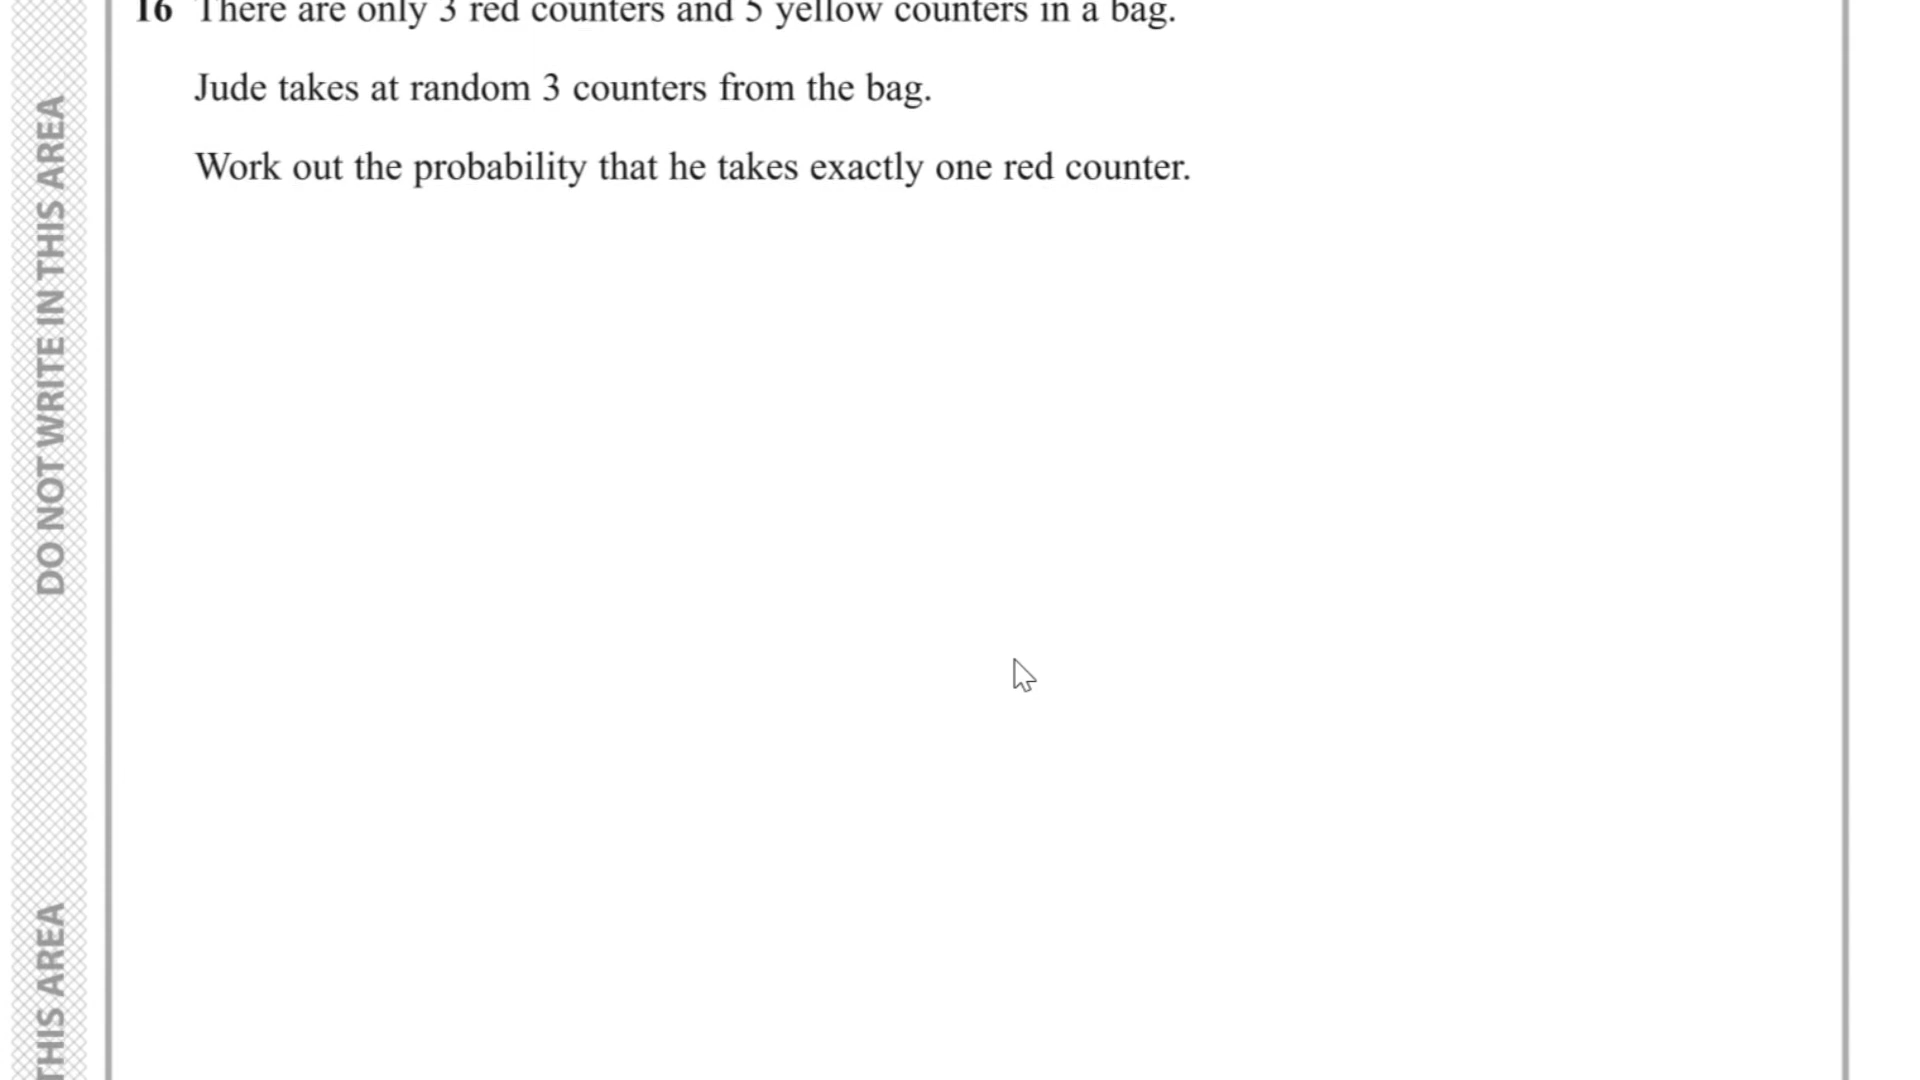 16 There are only 3 red counters and 5 yellow counters in a bag.
Jude takes at random 3 counters from the bag.
Work out the probability that he takes exactly one red counter.
DO NOT WRITE IN THIS AREA
THIS AREA